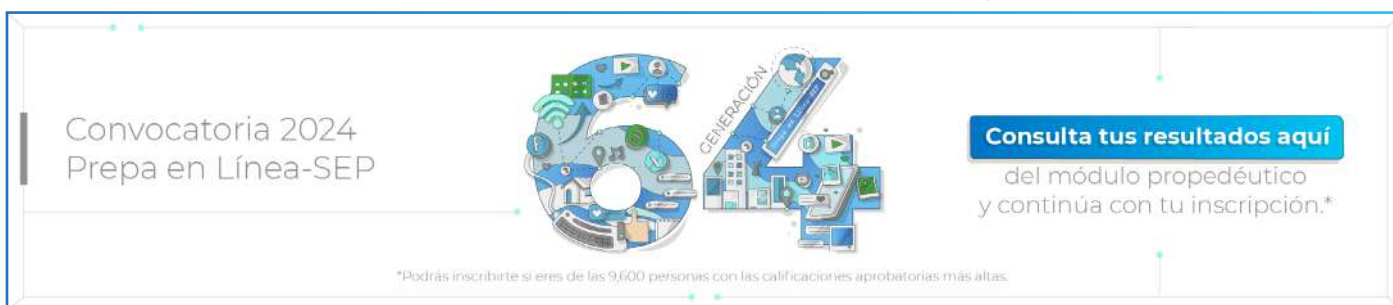 Convocatoria 2024
Prepa en Línea-SEP
GENERACIÓN
64
Consulta tus resultados aquí
del módulo propedéutico
y continúa con tu inscripción.*
*Podrás inscribirte si eres de las 9,600 personas con las calificaciones aprobatorias más altas.